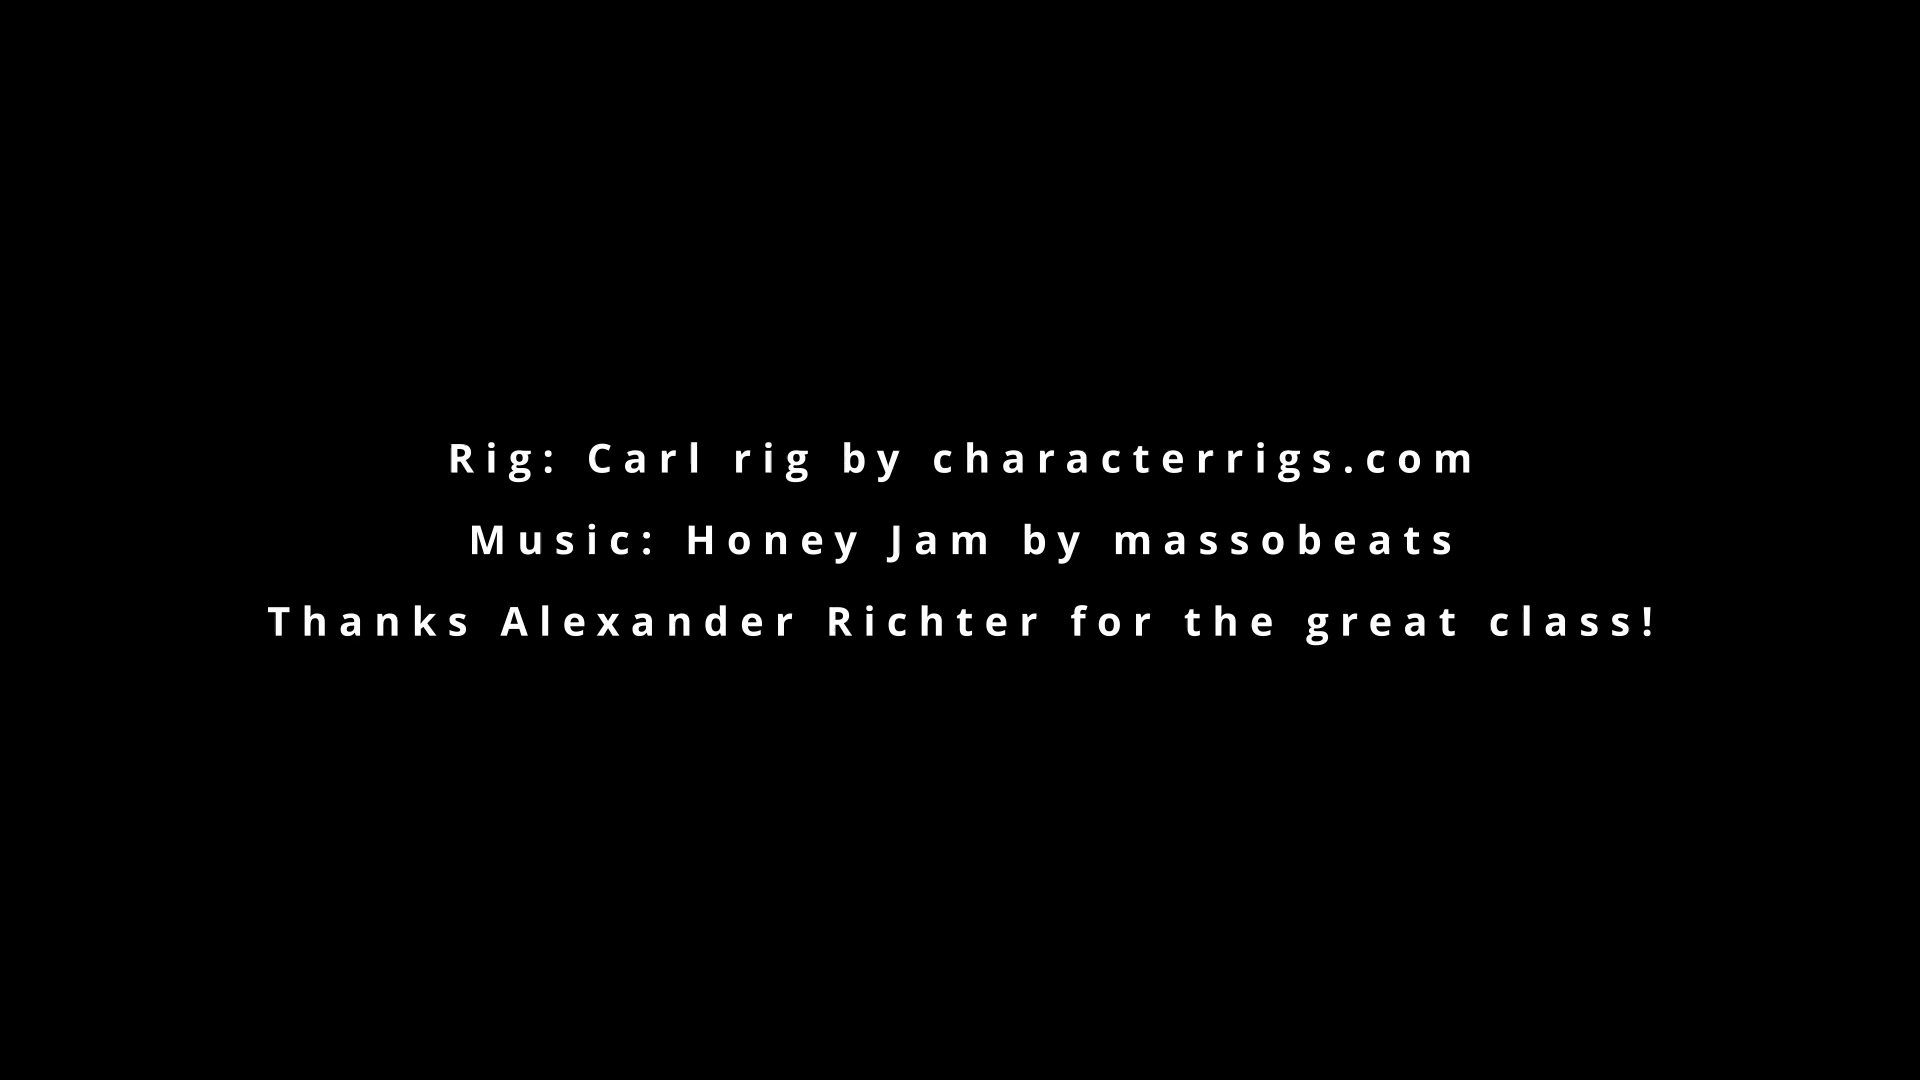 Rig: Carl rig by characterrigs.com
Music: Honey Jam by massobeats
Thanks Alexander Richter for the great class!